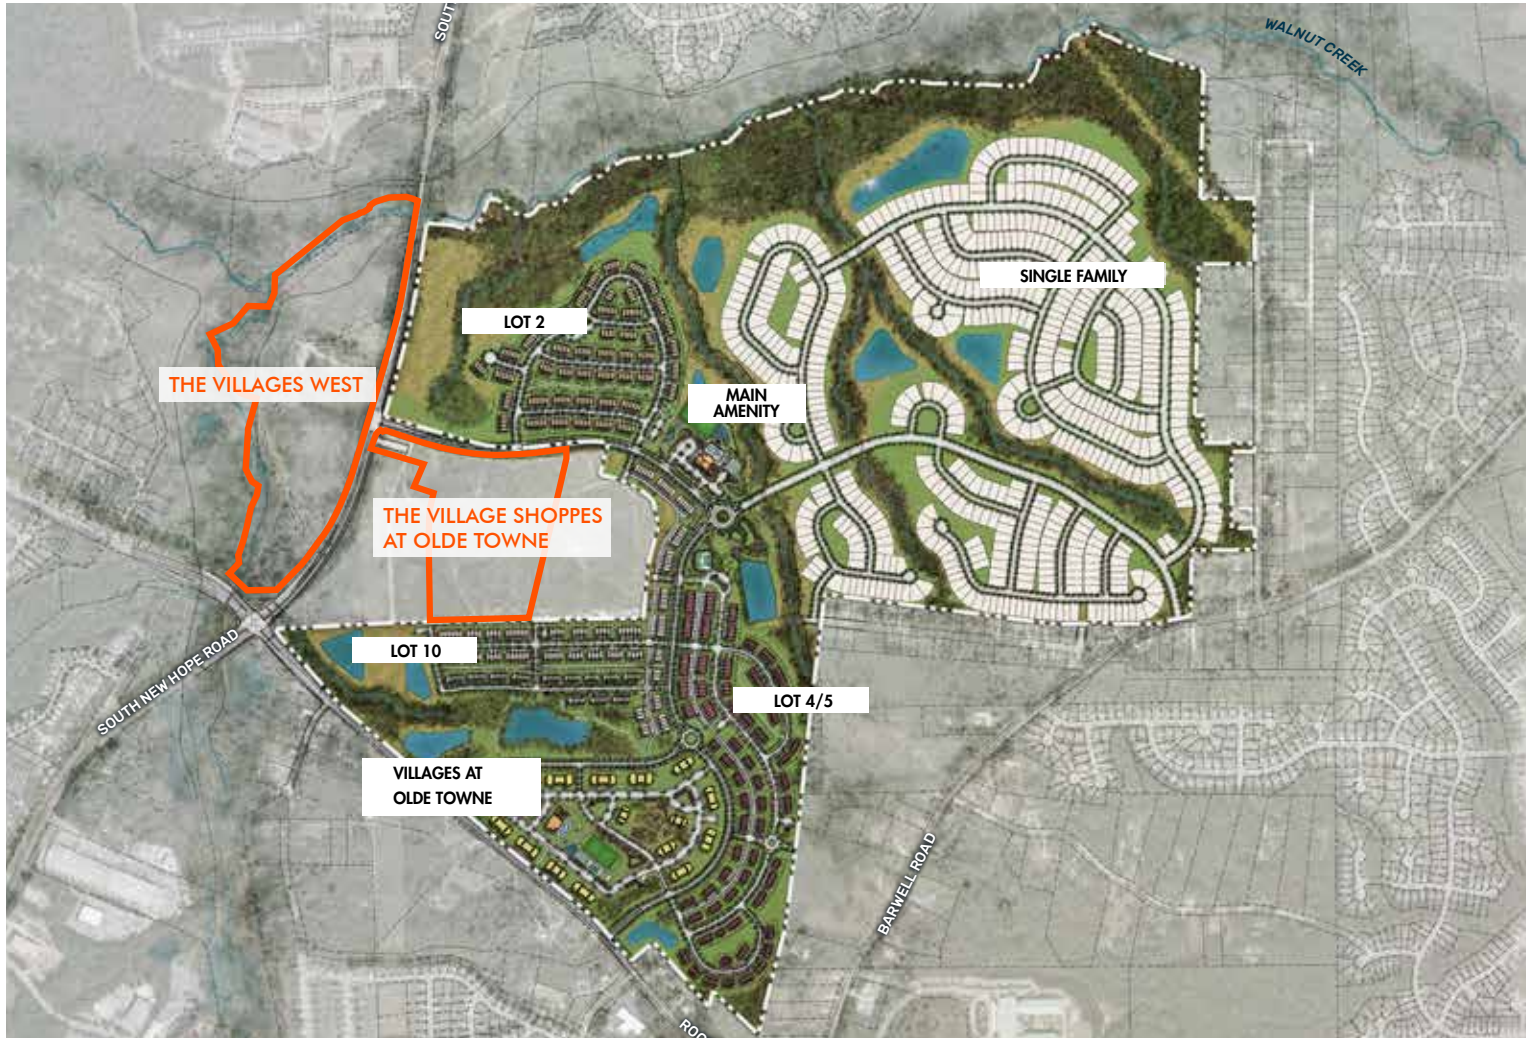 WALNUT CREEK
SINGLE FAMILY
LOT 2
THE VILLAGES WEST
MAIN
AMENITY
THE VILLAGE SHOPPES
AT OLDE TOWNE
SOUTH NEW HOPE ROAD
LOT 10
LOT 4/5
VILLAGES AT
OLDE TOWNE
BARWELL ROAD